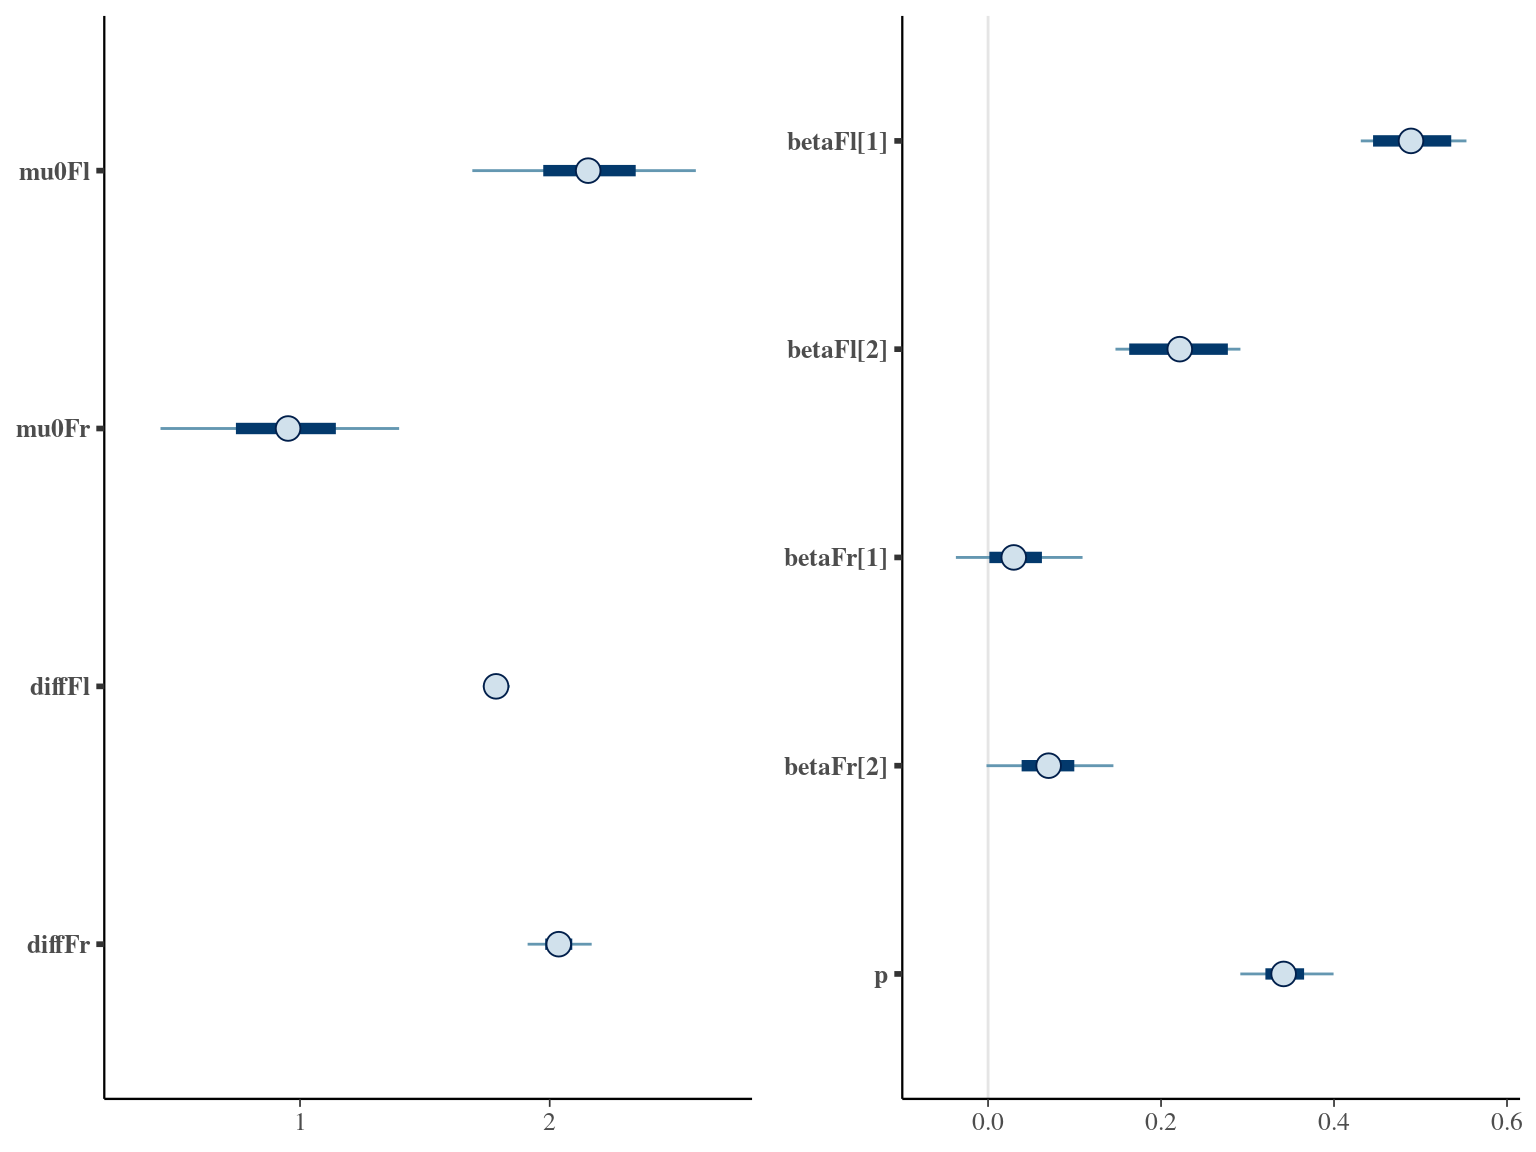 mu0Fl
mu0Fr
diffFl
diffFr
1 2
betaFl[1]
betaFl[2]
betaFr[1]
betaFr[2]
p
0.0 0.2 0.4 0.6